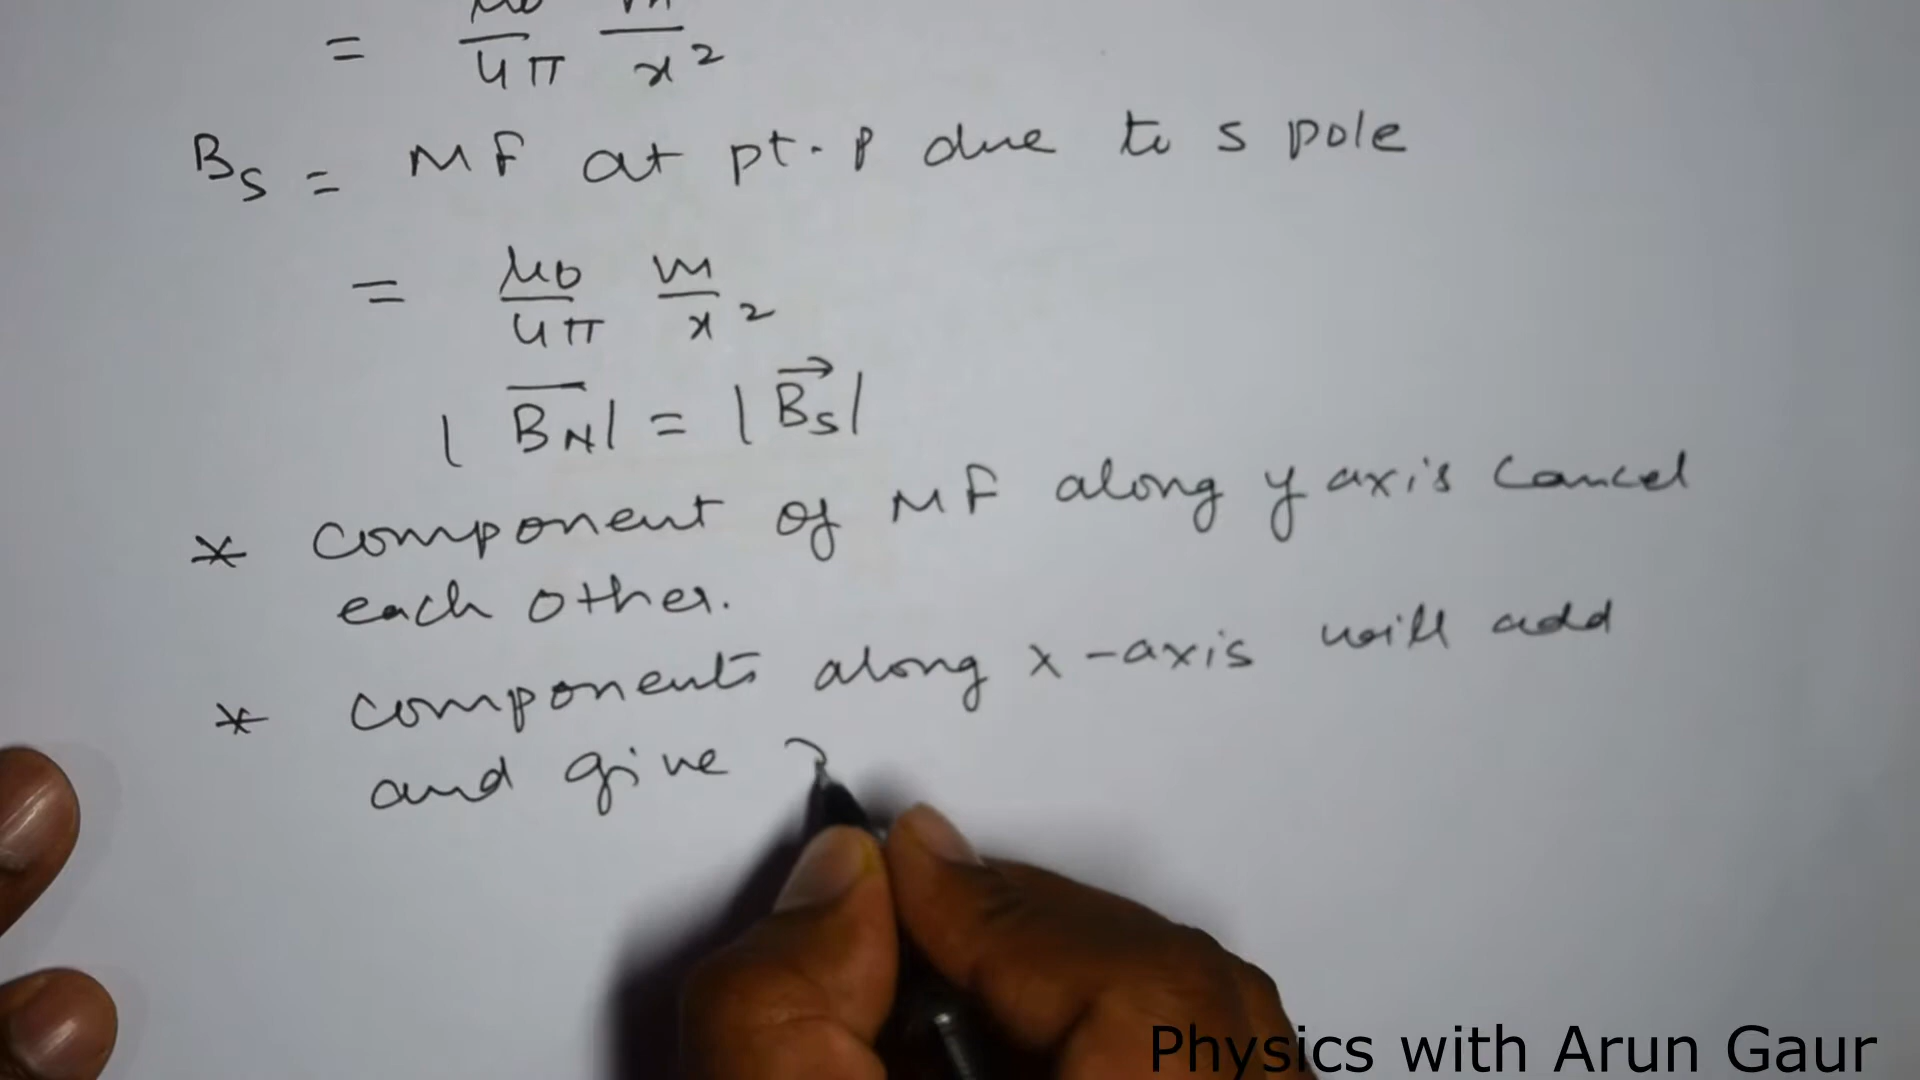 = μ0/4π m/x²
BS = MF at pt. P due to S pole
= μ0/4π m/x²
|BN| = |BS|
* component of MF along y axis cancel
each other.
* components along x-axis will add
and give
Physics with Arun Gaur